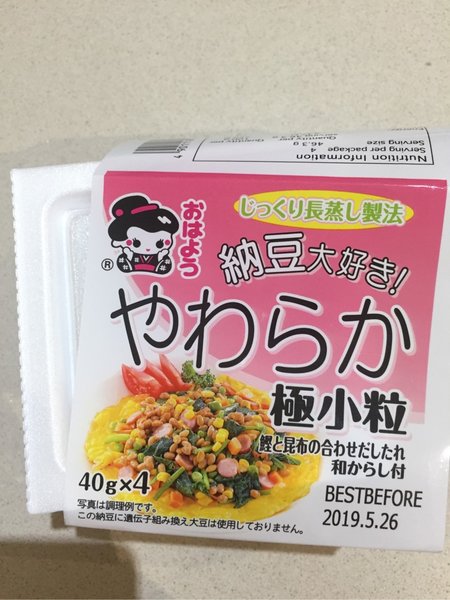 Nutrition Information
Serving per package 4
Serving size 46.3 g
おはよう
®
じっくり長蒸し製法
納豆大好き!
やわらか
極小粒
鰹と昆布の合わせだしたれ
和からし付
40g×4
BESTBEFORE
2019.5.26
写真は調理例です。
この納豆に遺伝子組み換え大豆は使用しておりません。